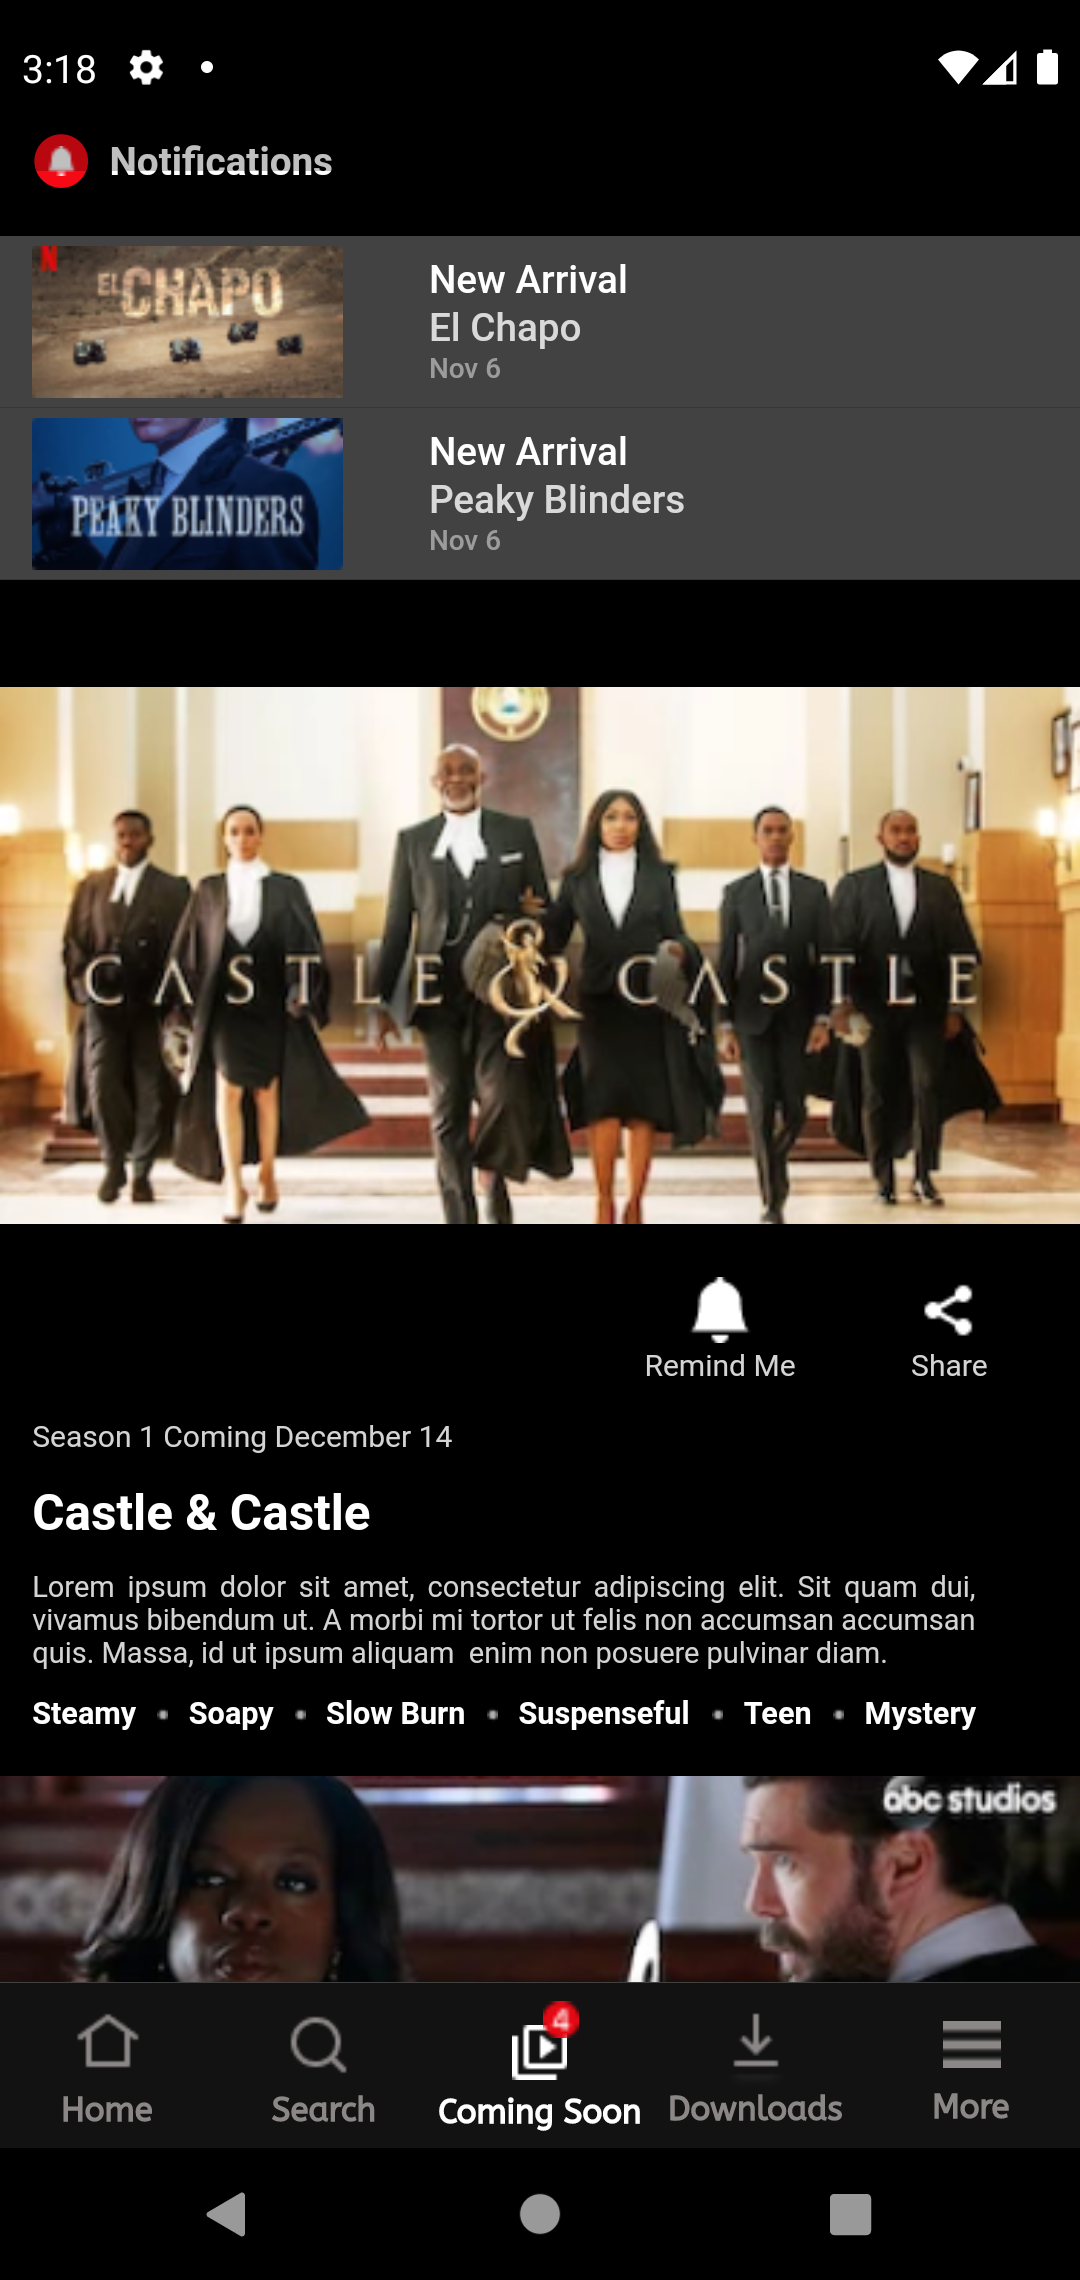 3:18
Notifications
N
EL CHAPO
New Arrival
El Chapo
Nov 6
PEAKY BLINDERS
New Arrival
Peaky Blinders
Nov 6
CASTLE & CASTLE
Remind Me
Share
Season 1 Coming December 14
Castle & Castle
Lorem ipsum dolor sit amet, consectetur adipiscing elit. Sit quam dui,
vivamus bibendum ut. A morbi mi tortor ut felis non accumsan accumsan
quis. Massa, id ut ipsum aliquam  enim non posuere pulvinar diam.
Steamy • Soapy • Slow Burn • Suspenseful • Teen • Mystery
abc studios
4
Home
Search
Coming Soon
Downloads
More